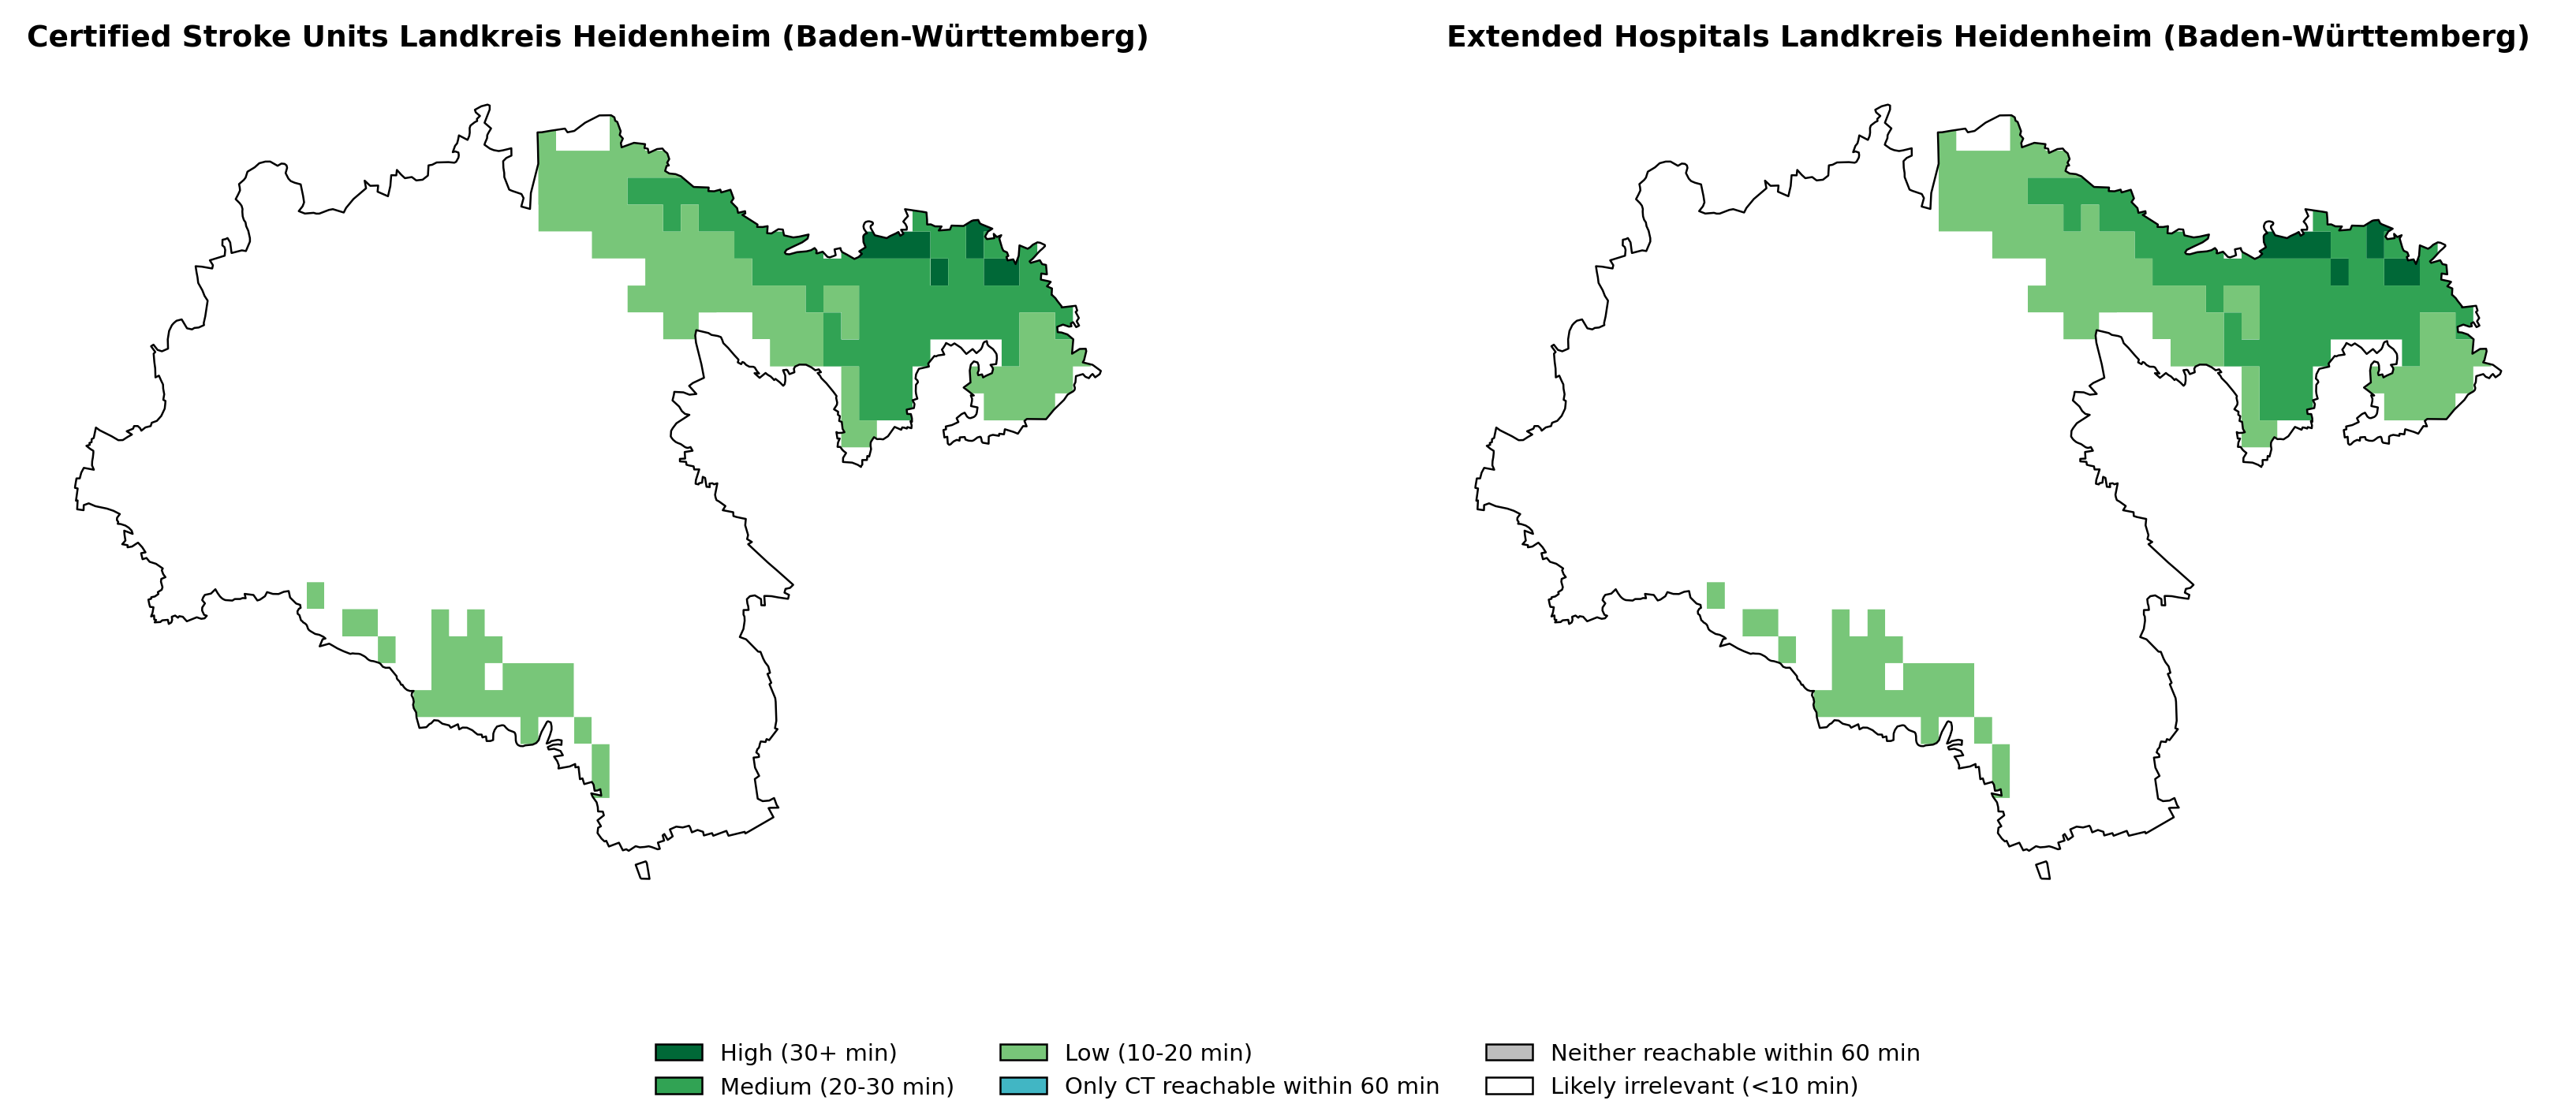 Certified Stroke Units Landkreis Heidenheim (Baden-Württemberg)
Extended Hospitals Landkreis Heidenheim (Baden-Württemberg)
High (30+ min)
Medium (20-30 min)
Low (10-20 min)
Only CT reachable within 60 min
Neither reachable within 60 min
Likely irrelevant (<10 min)